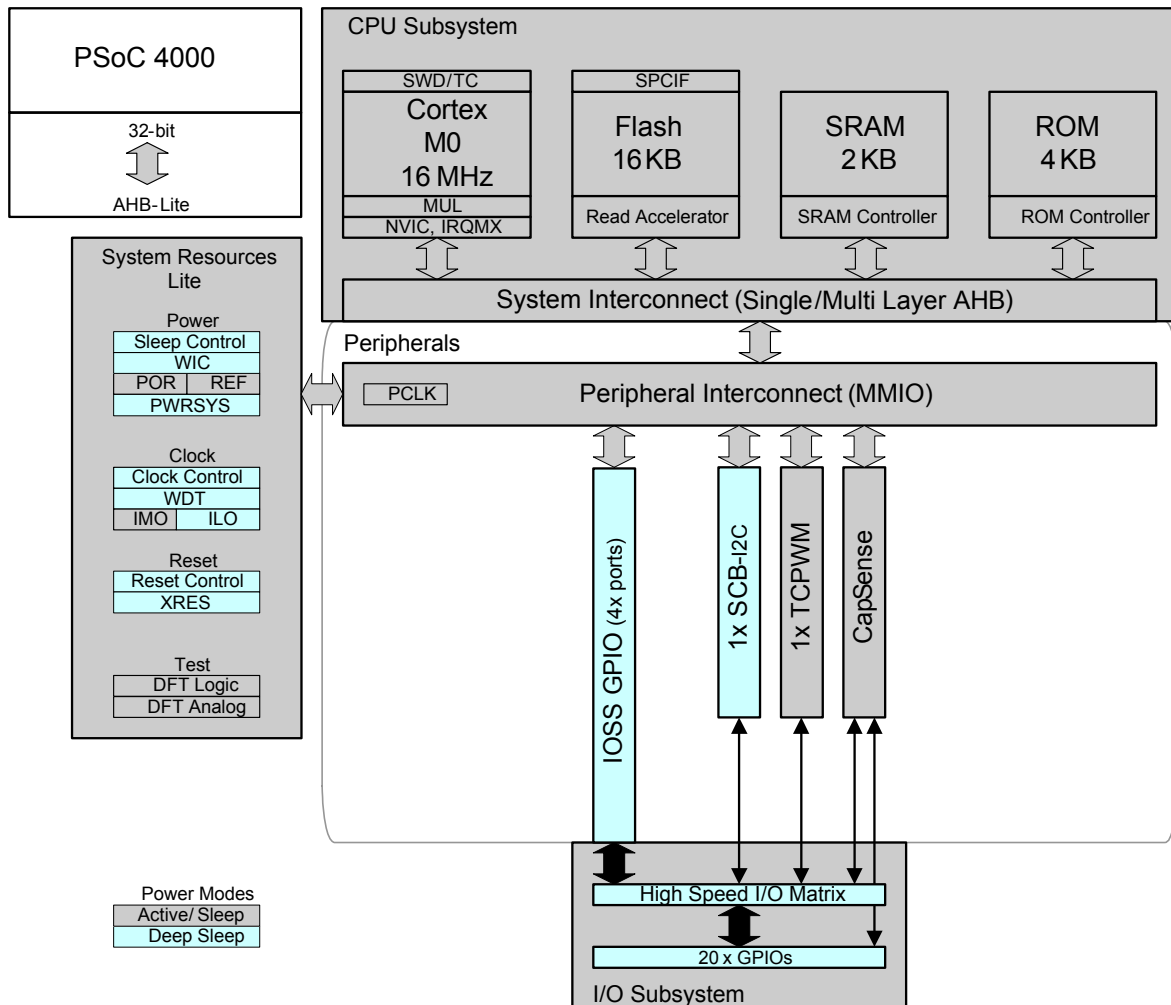 PSoC 4000
32-bit
AHB-Lite
CPU Subsystem
SWD/TC
Cortex
M0
16 MHz
MUL
NVIC, IRQMX
SPCIF
Flash
16 KB
Read Accelerator
SRAM
2 KB
SRAM Controller
ROM
4 KB
ROM Controller
System Interconnect (Single/Multi Layer AHB)
System Resources
Lite
Power
Sleep Control
WIC
POR REF
PWRSYS
Clock
Clock Control
WDT
IMO ILO
Reset
Reset Control
XRES
Test
DFT Logic
DFT Analog
Peripherals
PCLK
Peripheral Interconnect (MMIO)
IOSS GPIO (4x ports)
1x SCB-I2C
1x TCPWM
CapSense
High Speed I/O Matrix
20 x GPIOs
I/O Subsystem
Power Modes
Active/ Sleep
Deep Sleep